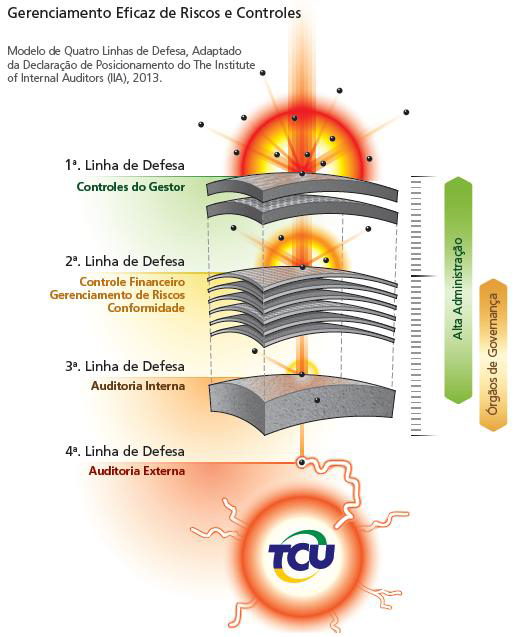 Gerenciamento Eficaz de Riscos e Controles
Modelo de Quatro Linhas de Defesa, Adaptado
da Declaração de Posicionamento do The Institute
of Internal Auditors (IIA), 2013.
1ª. Linha de Defesa
Controles do Gestor
2ª. Linha de Defesa
Controle Financeiro
Gerenciamento de Riscos
Conformidade
3ª. Linha de Defesa
Auditoria Interna
4ª. Linha de Defesa
Auditoria Externa
Alta Administração
Órgãos de Governança
TCU